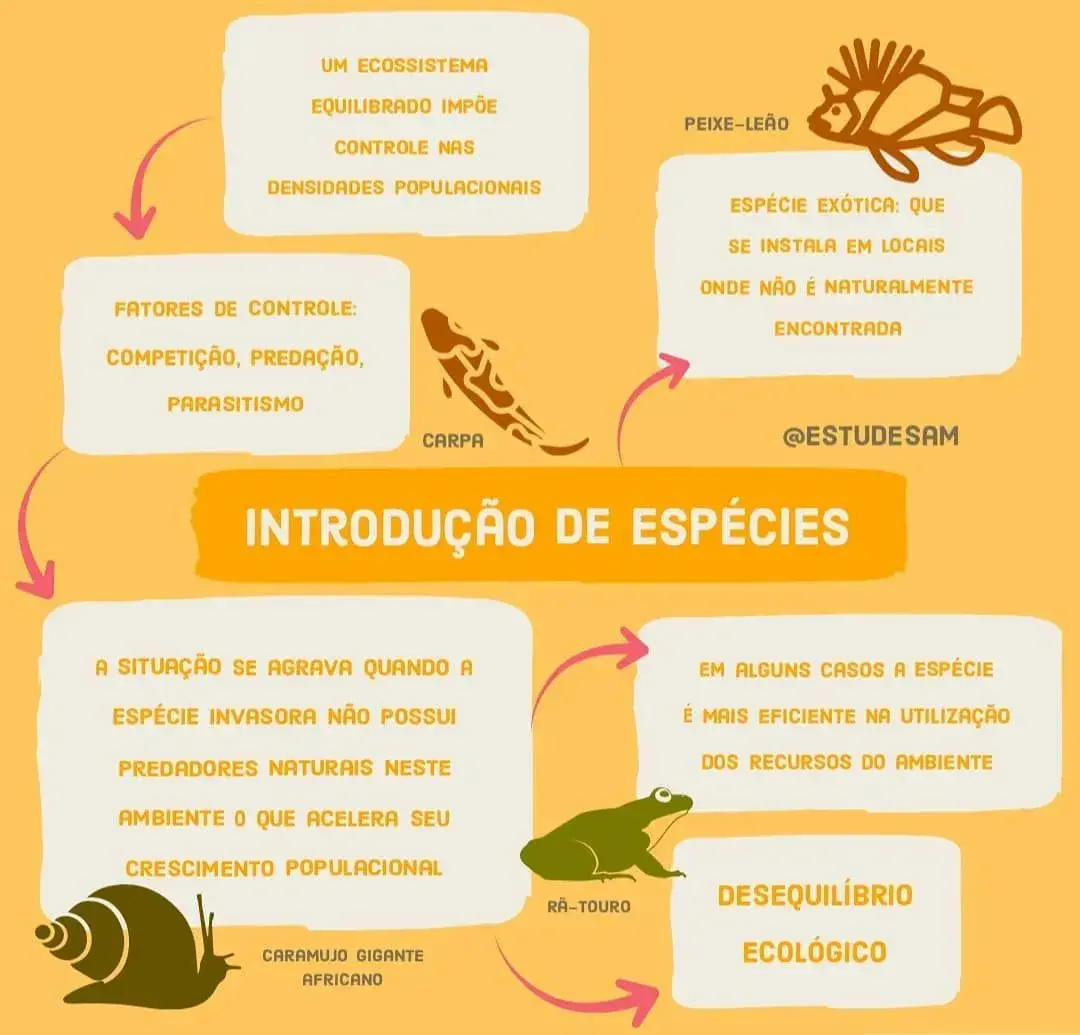 UM ECOSSISTEMA
EQUILIBRADO IMPÕE
CONTROLE NAS
DENSIDADES POPULACIONAIS
PEIXE-LEÃO
ESPÉCIE EXÓTICA: QUE
SE INSTALA EM LOCAIS
ONDE NÃO É NATURALMENTE
ENCONTRADA
FATORES DE CONTROLE:
COMPETIÇÃO, PREDAÇÃO,
PARASITISMO
CARPA
@ESTUDESAM
INTRODUÇÃO DE ESPÉCIES
A SITUAÇÃO SE AGRAVA QUANDO A
ESPÉCIE INVASORA NÃO POSSUI
PREDADORES NATURAIS NESTE
AMBIENTE O QUE ACELERA SEU
CRESCIMENTO POPULACIONAL
EM ALGUNS CASOS A ESPÉCIE
É MAIS EFICIENTE NA UTILIZAÇÃO
DOS RECURSOS DO AMBIENTE
RÃ-TOURO
CARAMUJO GIGANTE
AFRICANO
DESEQUILÍBRIO
ECOLÓGICO